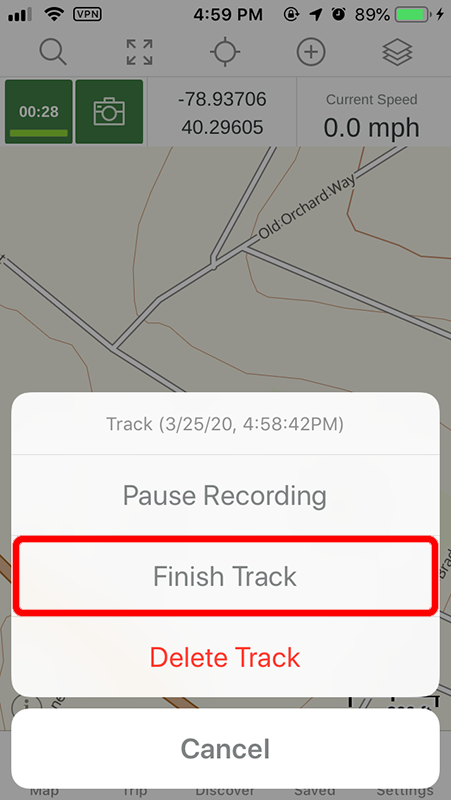 VPN 4:59 PM 89%
00:28
-78.93706
40.29605
Current Speed
0.0 mph
Old Orchard Way
Track (3/25/20, 4:58:42PM)
Pause Recording
Finish Track
Delete Track
Cancel
Map Trip Discover Saved Settings